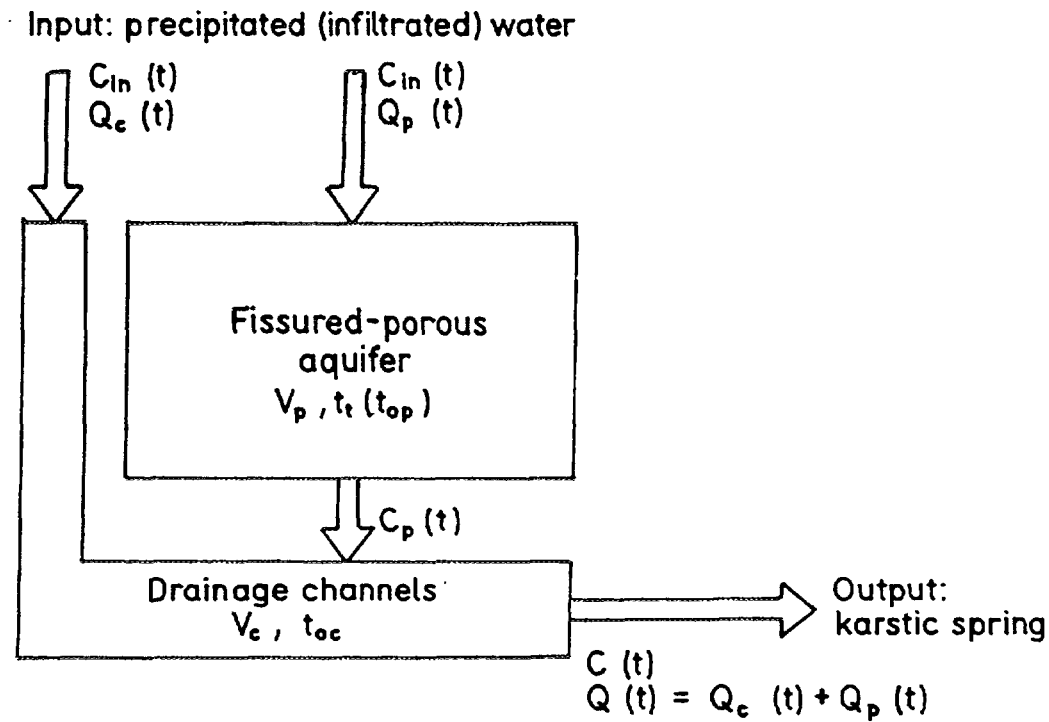 Input: precipitated (infiltrated) water
C_in (t)
Q_c (t)
C_in (t)
Q_p (t)
Fissured-porous
aquifer
V_p , t_t (t_op)
C_p (t)
Drainage channels
V_c , t_oc
Output:
karstic spring
C (t)
Q (t) = Q_c (t) + Q_p (t)